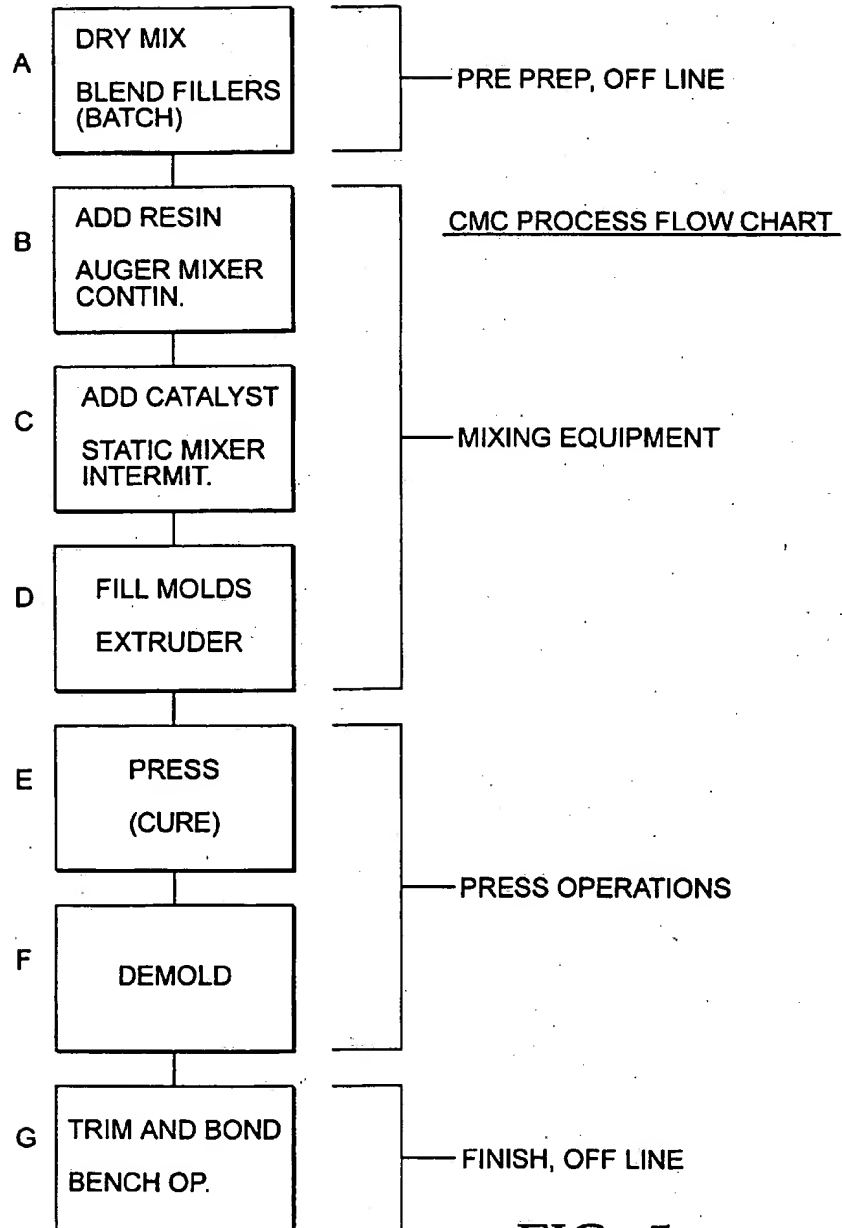 A
DRY MIX
BLEND FILLERS
(BATCH)
PRE PREP, OFF LINE
CMC PROCESS FLOW CHART
B
ADD RESIN
AUGER MIXER
CONTIN.
C
ADD CATALYST
STATIC MIXER
INTERMIT.
MIXING EQUIPMENT
D
FILL MOLDS
EXTRUDER
E
PRESS
(CURE)
PRESS OPERATIONS
F
DEMOLD
G
TRIM AND BOND
BENCH OP.
FINISH, OFF LINE